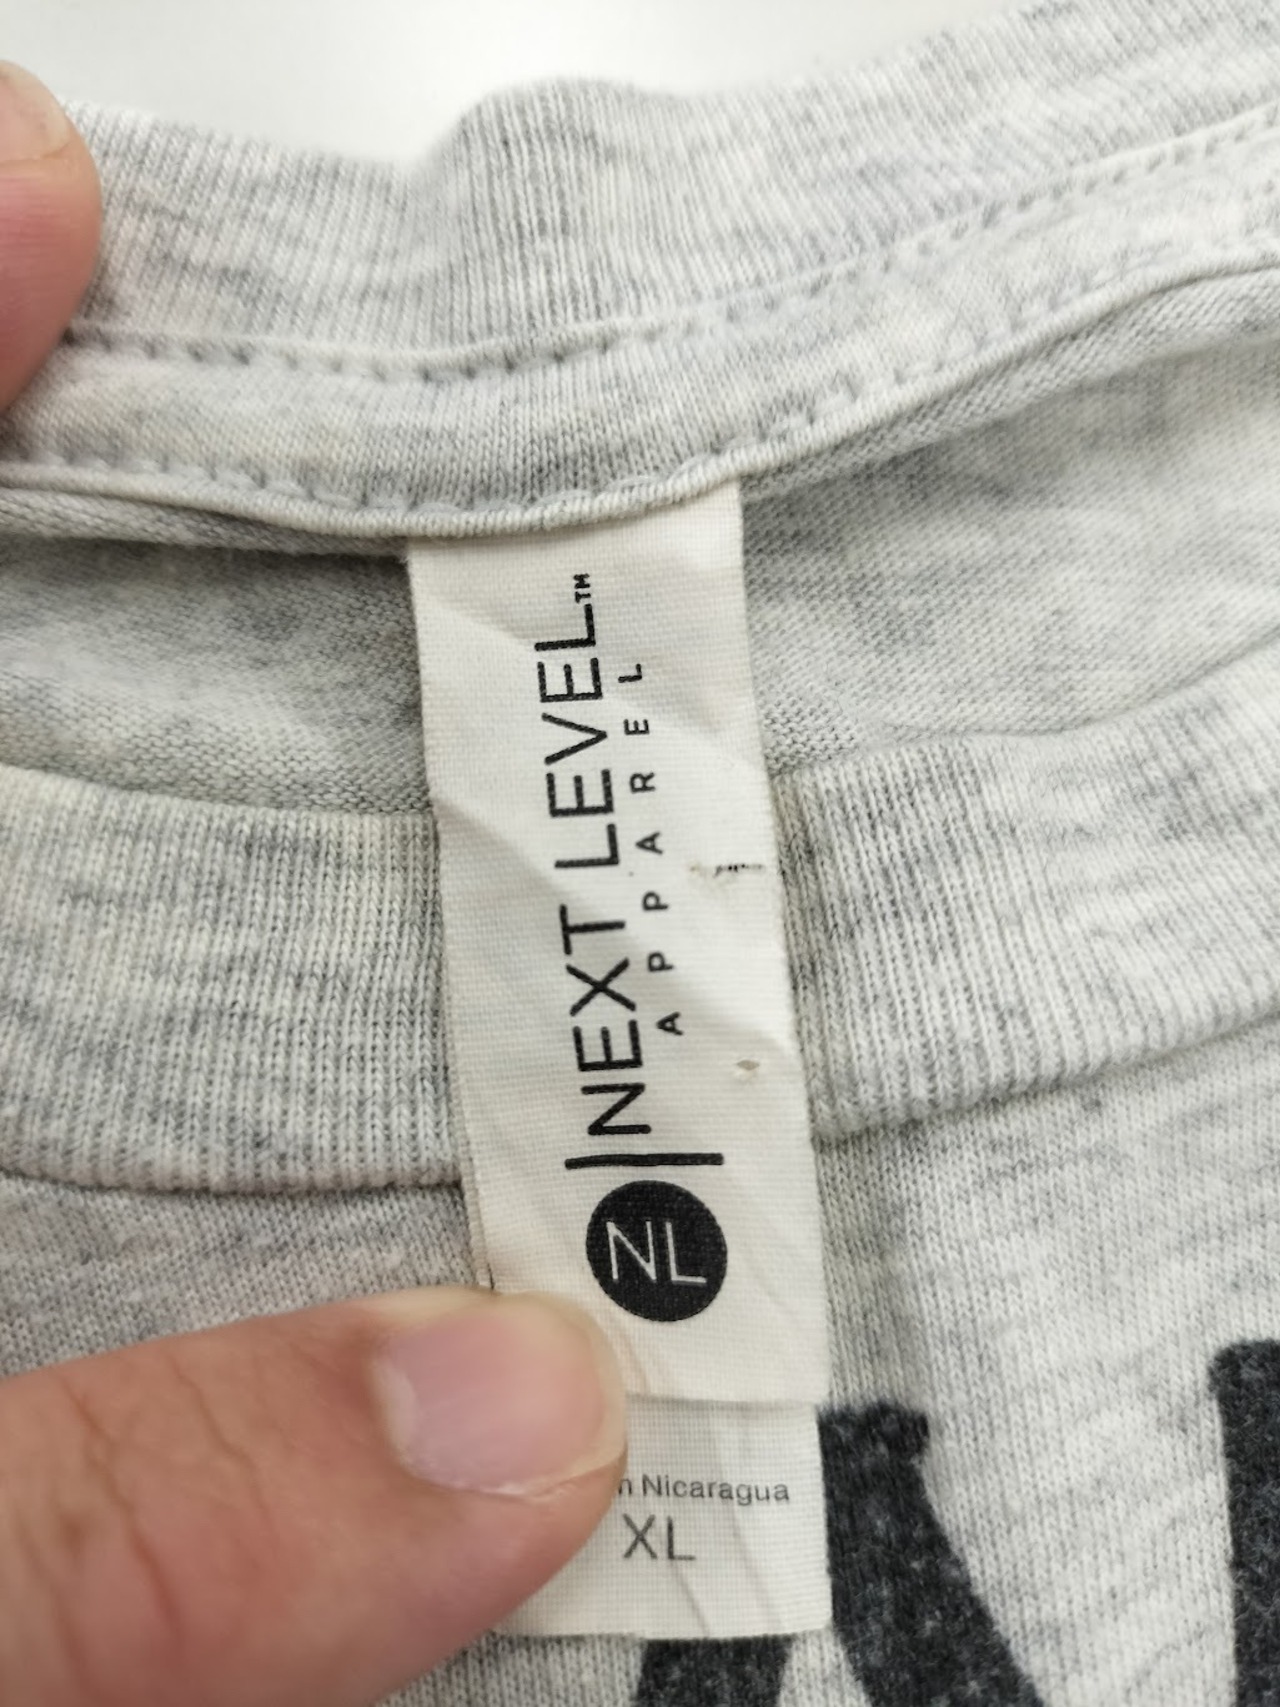 NEXT LEVEL™
APPAREL
NL
Nicaragua
XL